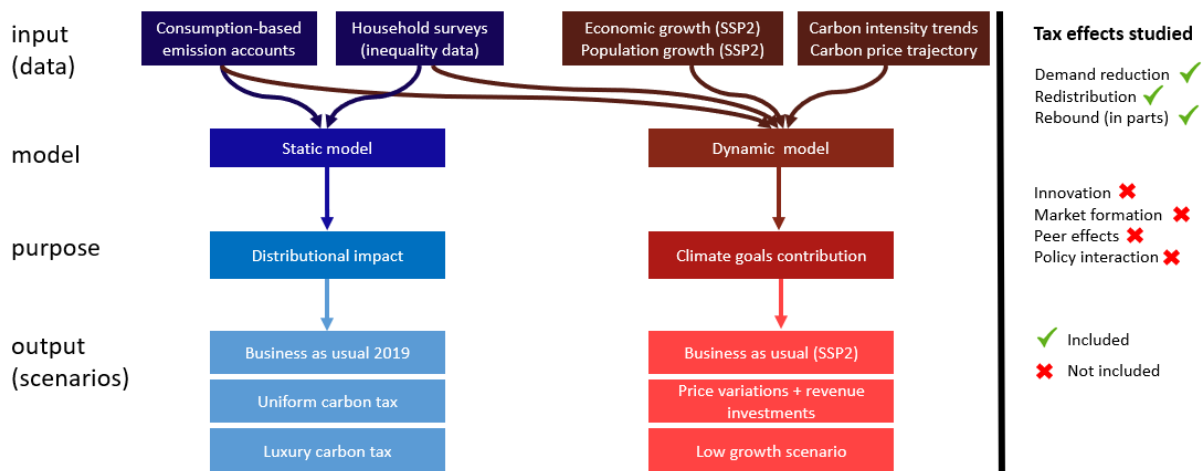 input
(data)
Consumption-based
emission accounts
Household surveys
(inequality data)
Economic growth (SSP2)
Population growth (SSP2)
Carbon intensity trends
Carbon price trajectory
model
Static model
Dynamic model
purpose
Distributional impact
Climate goals contribution
output
(scenarios)
Business as usual 2019
Uniform carbon tax
Luxury carbon tax
Business as usual (SSP2)
Price variations + revenue
investments
Low growth scenario
Tax effects studied
Demand reduction
Redistribution
Rebound (in parts)
Innovation
Market formation
Peer effects
Policy interaction
Included
Not included